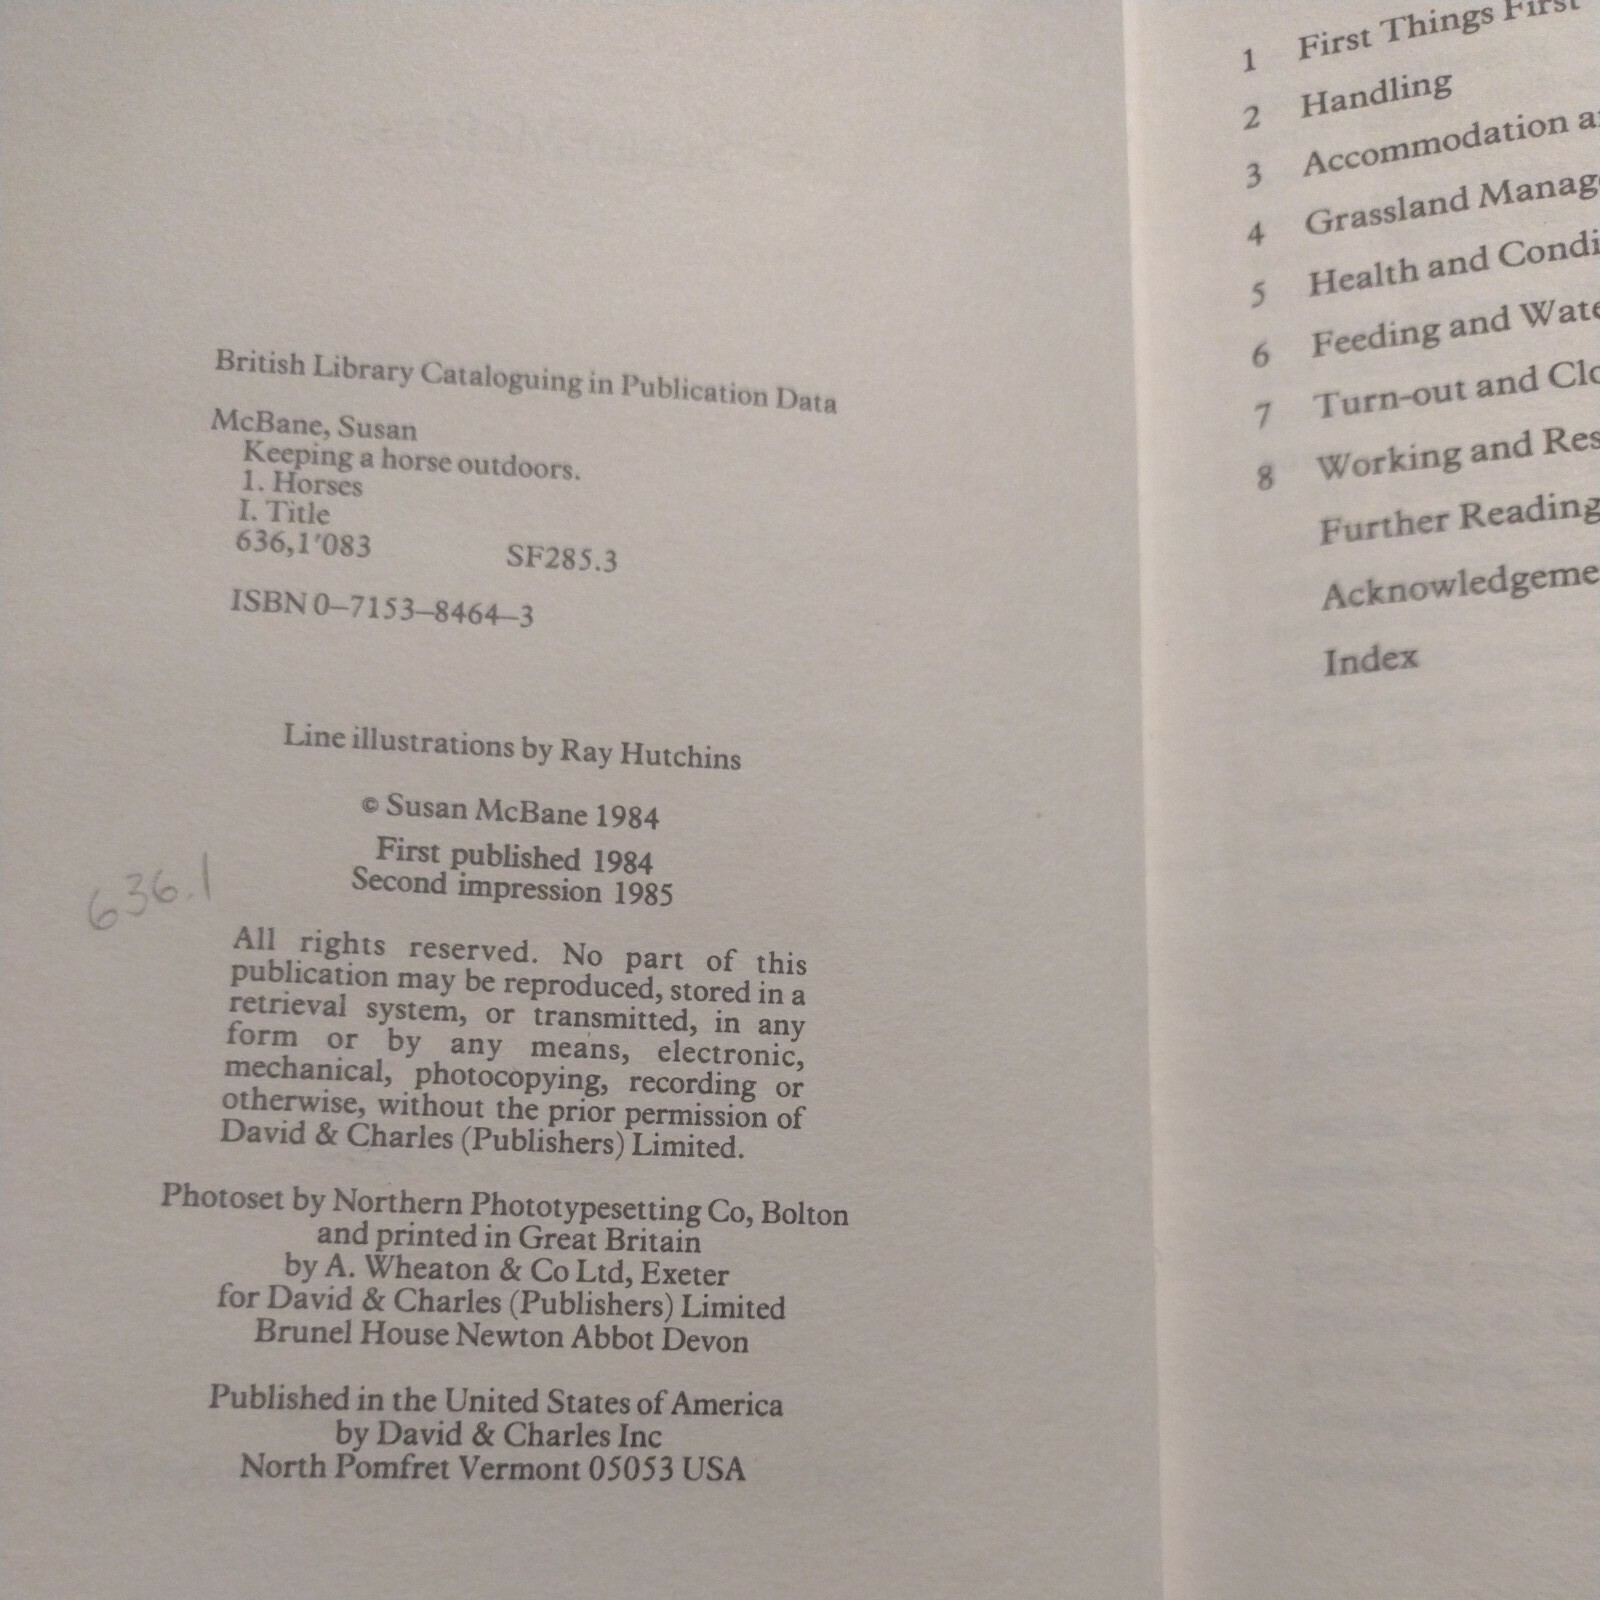 British Library Cataloguing in Publication Data
McBane, Susan
Keeping a horse outdoors.
1. Horses
I. Title
636,1'083 SF285.3
ISBN 0–7153–8464–3
Line illustrations by Ray Hutchins
© Susan McBane 1984
First published 1984
Second impression 1985
636.1
All rights reserved. No part of this
publication may be reproduced, stored in a
retrieval system, or transmitted, in any
form or by any means, electronic,
mechanical, photocopying, recording or
otherwise, without the prior permission of
David & Charles (Publishers) Limited.
Photoset by Northern Phototypesetting Co, Bolton
and printed in Great Britain
by A. Wheaton & Co Ltd, Exeter
for David & Charles (Publishers) Limited
Brunel House Newton Abbot Devon
Published in the United States of America
by David & Charles Inc
North Pomfret Vermont 05053 USA
1 First Things First
2 Handling
3 Accommodation
4 Grassland
5 Health and
6 Feeding and
7 Turn-out and
8 Working and
Further Reading
Index